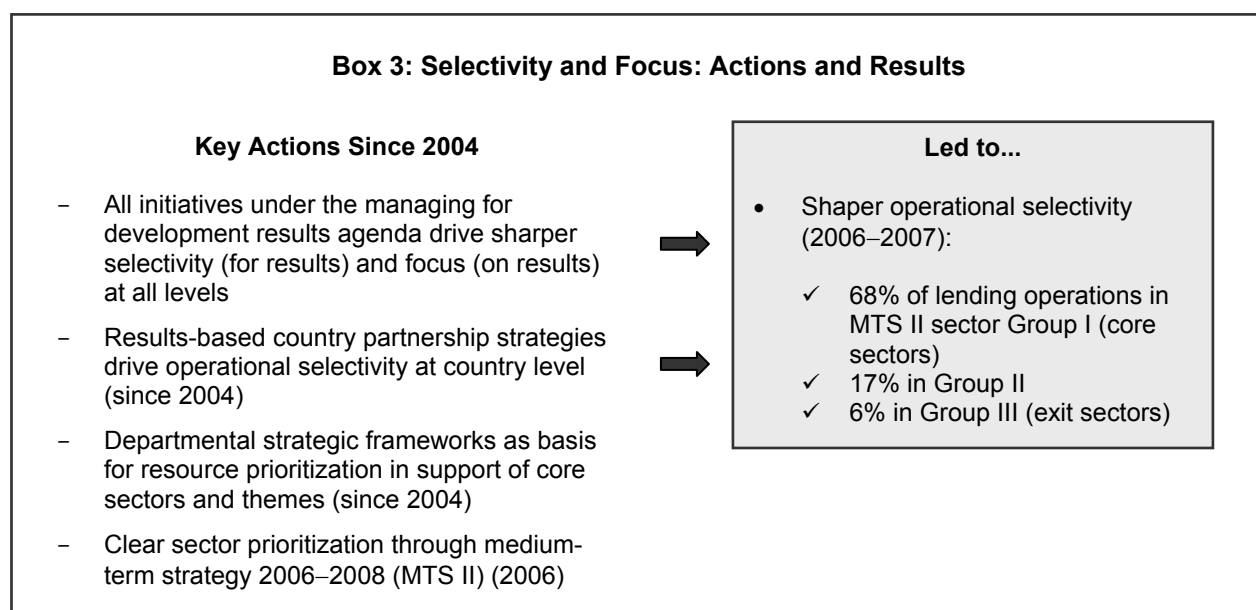 Box 3: Selectivity and Focus: Actions and Results
Key Actions Since 2004
– All initiatives under the managing for
development results agenda drive sharper
selectivity (for results) and focus (on results)
at all levels
– Results-based country partnership strategies
drive operational selectivity at country level
(since 2004)
– Departmental strategic frameworks as basis
for resource prioritization in support of core
sectors and themes (since 2004)
– Clear sector prioritization through medium-
term strategy 2006–2008 (MTS II) (2006)
Led to...
• Shaper operational selectivity
(2006–2007):
✓ 68% of lending operations in
MTS II sector Group I (core
sectors)
✓ 17% in Group II
✓ 6% in Group III (exit sectors)